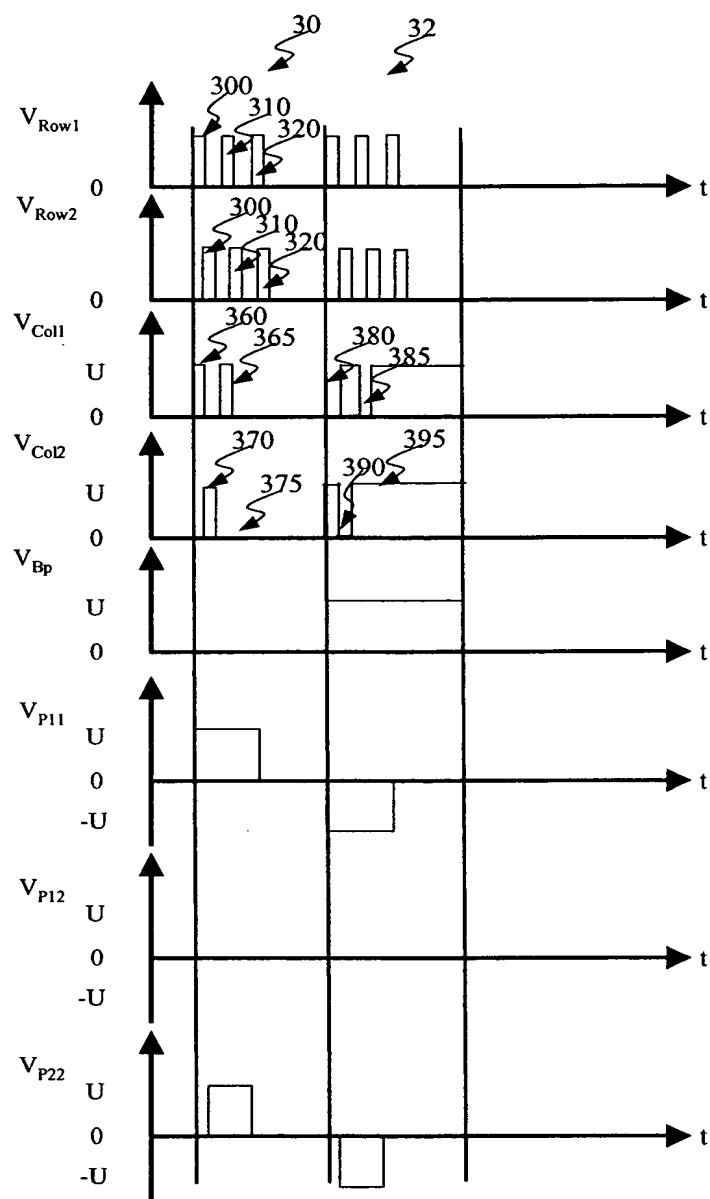 30 32
300
V_Row1 310
320
0 t
V_Row2 300
310
320
0 t
V_Col1 360
365 380
385
U
0 t
V_Col2 370 395
390
U 375
0 t
V_Bp
U
0 t
V_P11
U
0 t
-U
V_P12
U
0 t
-U
V_P22
U
0 t
-U